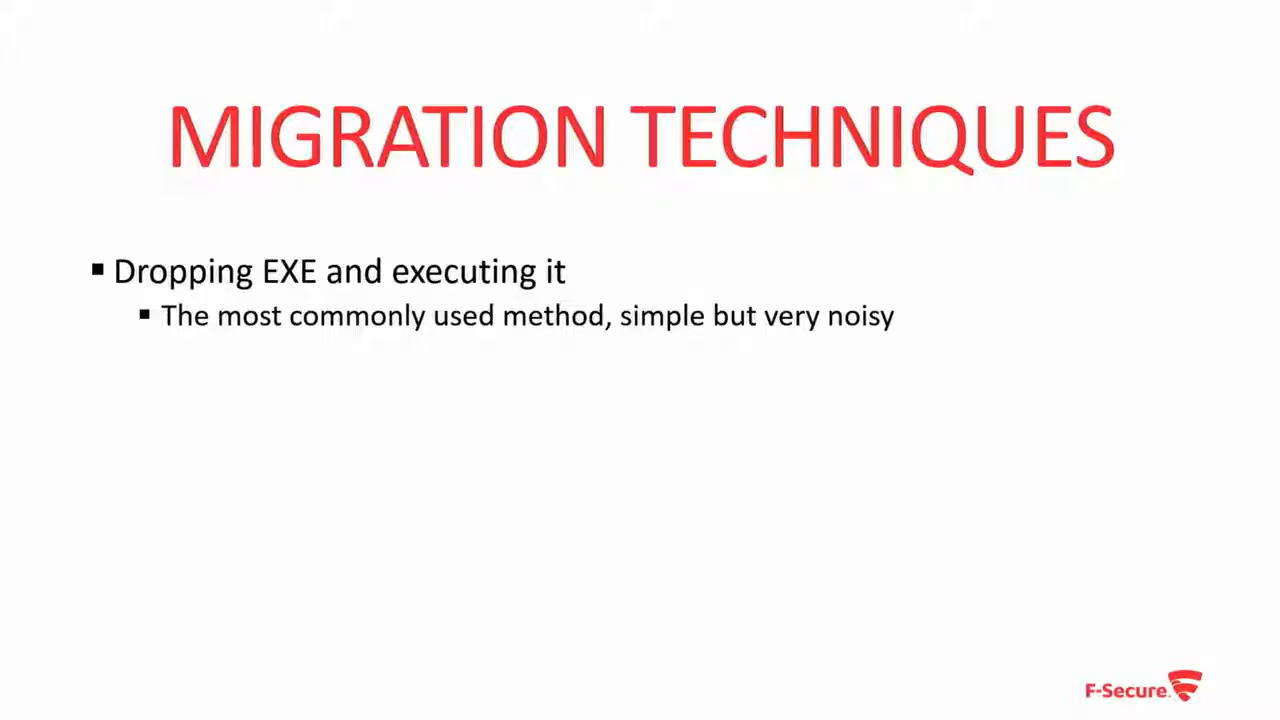 MIGRATION TECHNIQUES
▪ Dropping EXE and executing it
▪ The most commonly used method, simple but very noisy
F-Secure.